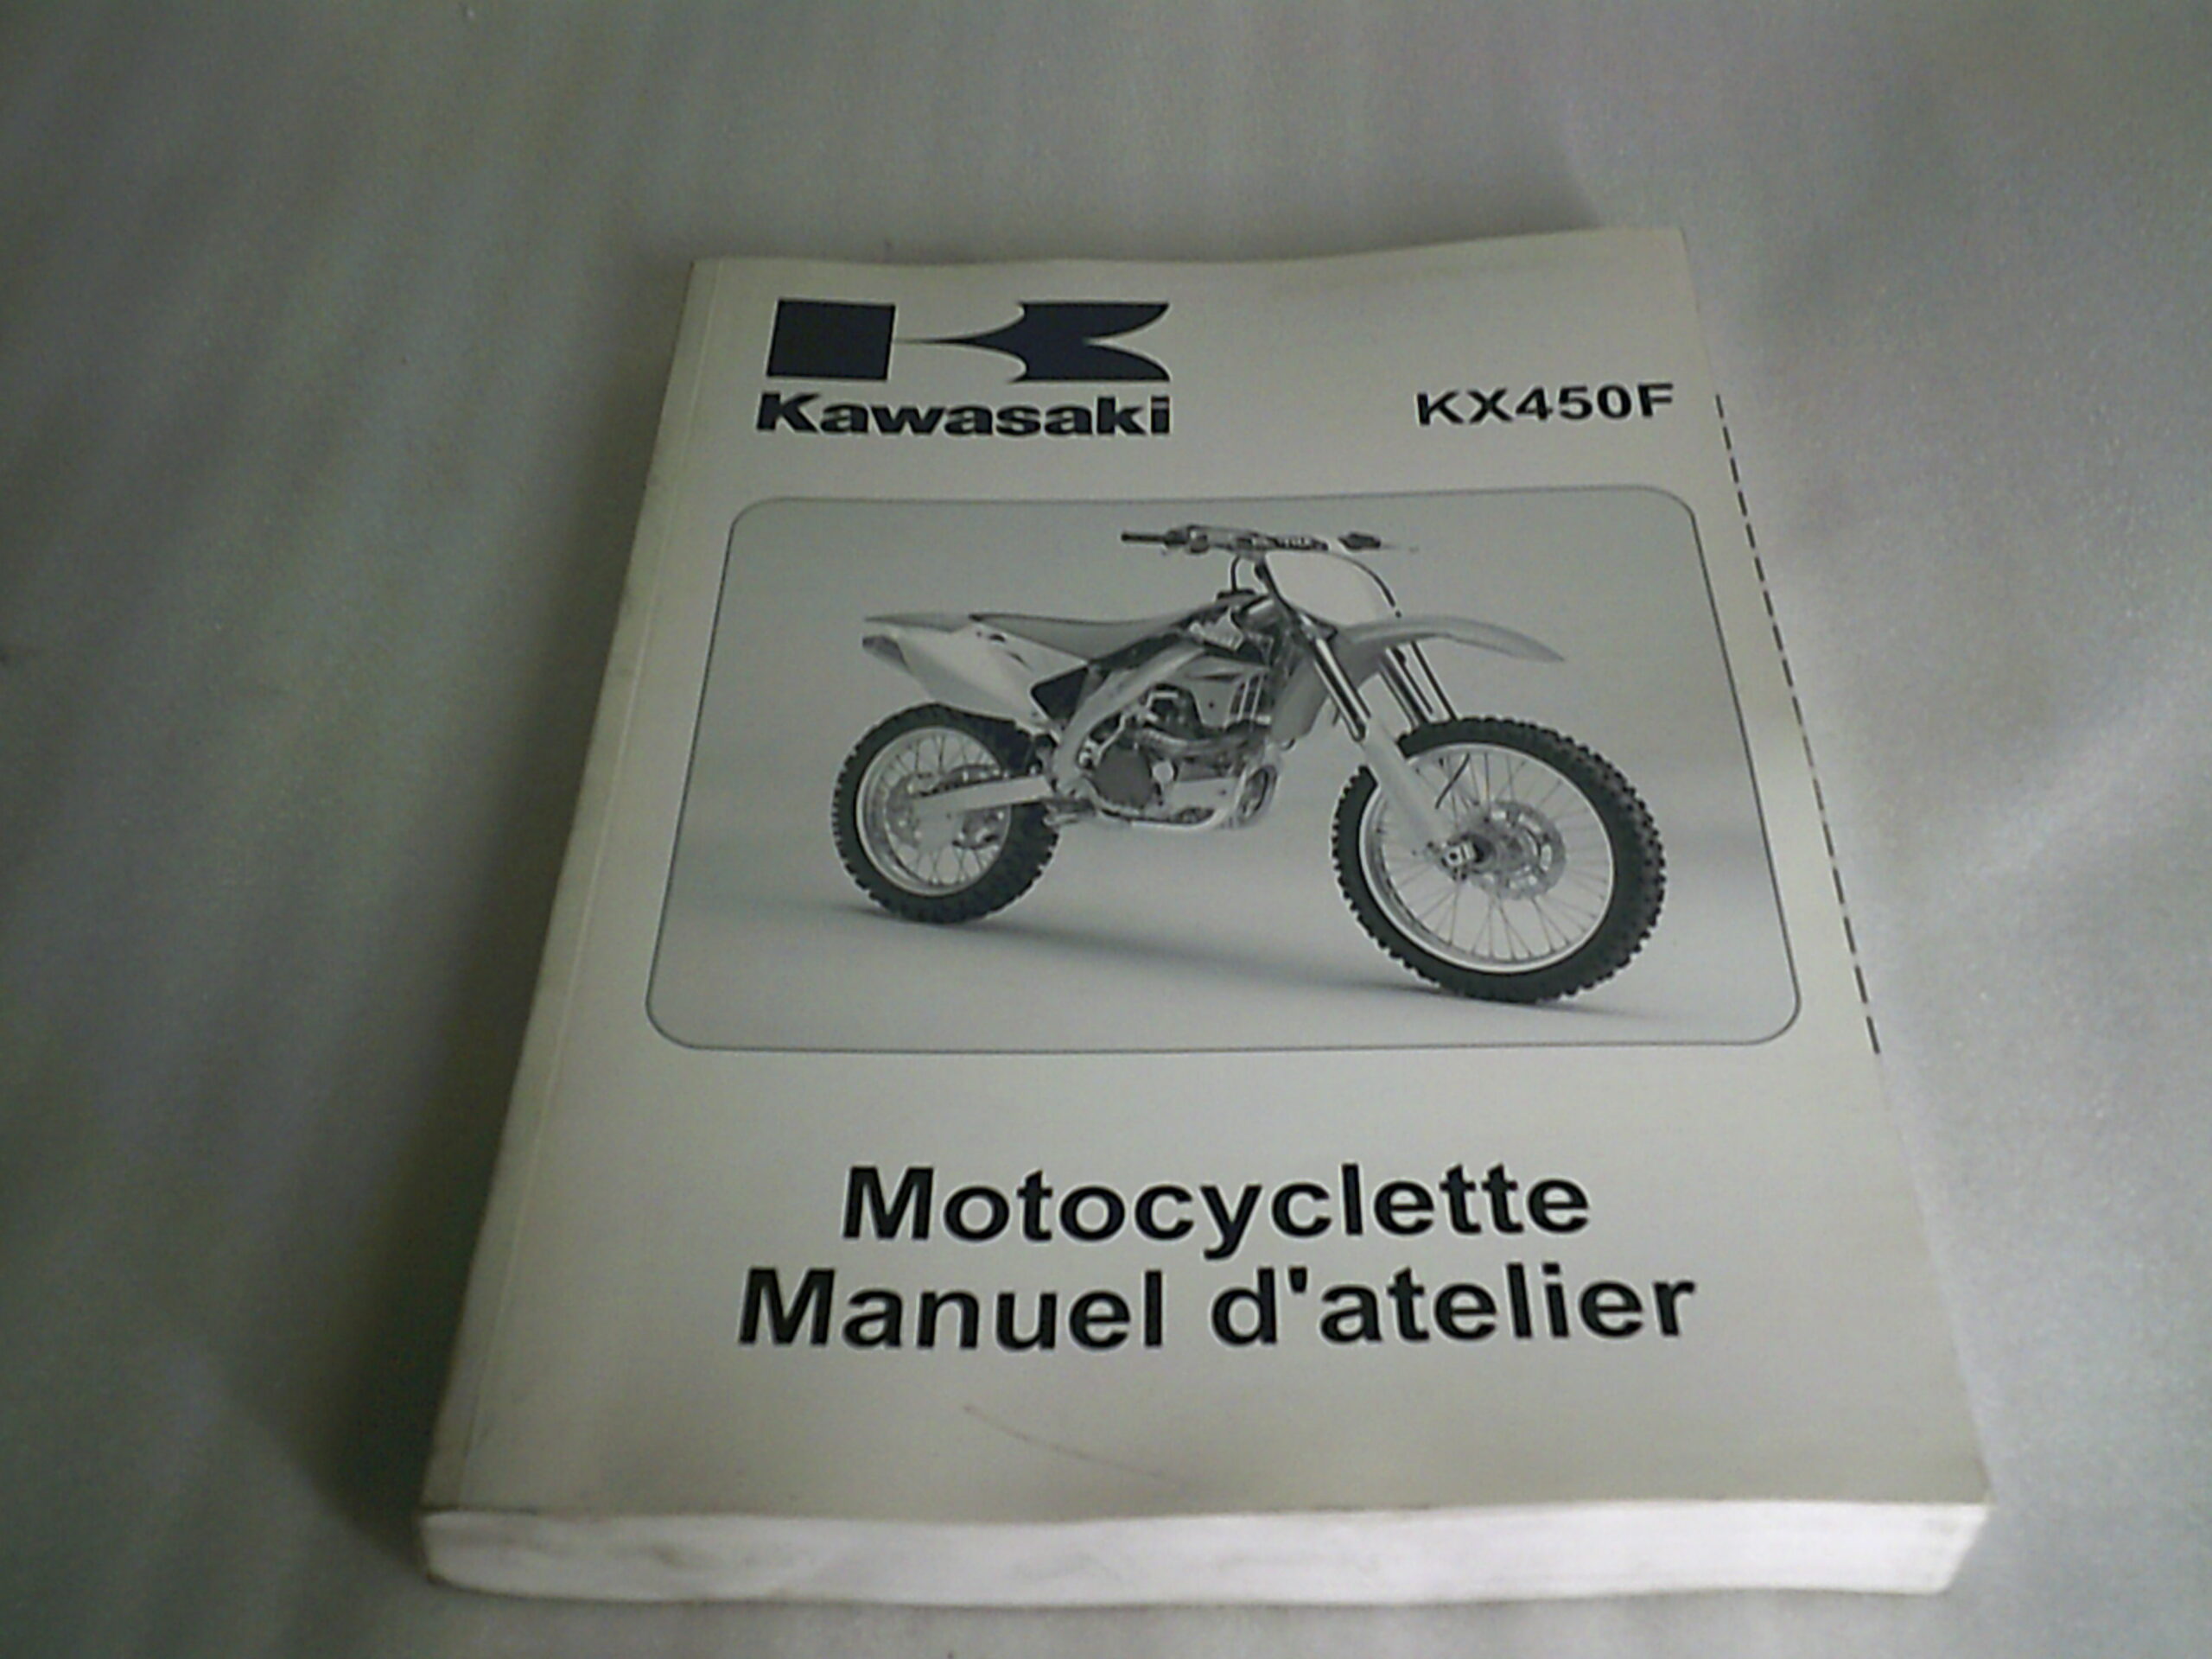 Kawasaki
KX450F
Motocyclette
Manuel d'atelier